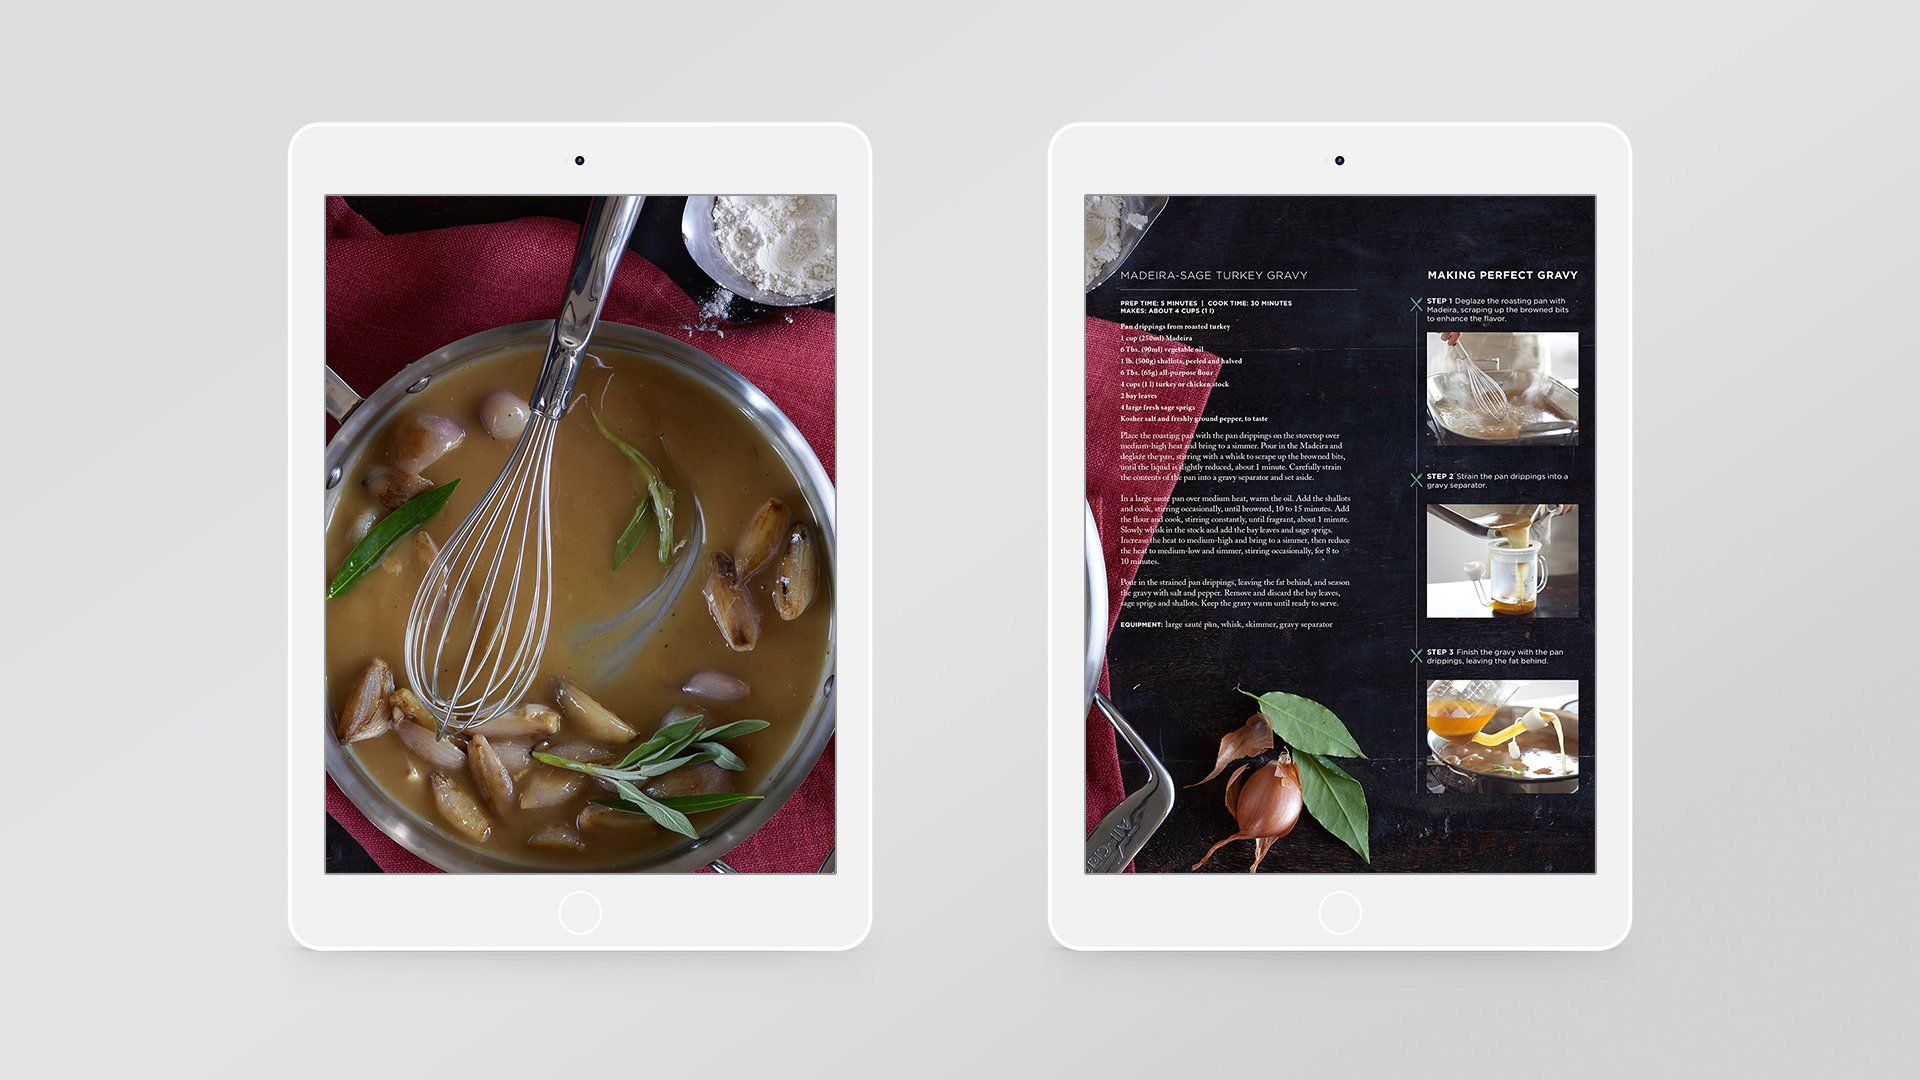 MADEIRA-SAGE TURKEY GRAVY
PREP TIME: 5 MINUTES | COOK TIME: 30 MINUTES
MAKES: ABOUT 4 CUPS (1 l)
Pan drippings from roasted turkey
1 cup (250ml) Madeira
6 Tbs. (90ml) vegetable oil
1 lb. (500g) shallots, peeled and halved
6 Tbs. (65g) all-purpose flour
4 cups (1 l) turkey or chicken stock
2 bay leaves
4 large fresh sage sprigs
Kosher salt and freshly ground pepper, to taste
Place the roasting pan with the pan drippings on the stovetop over
medium-high heat and bring to a simmer. Pour in the Madeira and
deglaze the pan, stirring with a whisk to scrape up the browned bits,
until the liquid is slightly reduced, about 1 minute. Carefully strain
the contents of the pan into a gravy separator and set aside.
In a large sauté pan over medium heat, warm the oil. Add the shallots
and cook, stirring occasionally, until browned, 10 to 15 minutes. Add
the flour and cook, stirring constantly, until fragrant, about 1 minute.
Slowly whisk in the stock and add the bay leaves and sage sprigs.
Increase the heat to medium-high and bring to a simmer, then reduce
the heat to medium-low and simmer, stirring occasionally, for 8 to
10 minutes.
Pour in the strained pan drippings, leaving the fat behind, and season
the gravy with salt and pepper. Remove and discard the bay leaves,
sage sprigs and shallots. Keep the gravy warm until ready to serve.
EQUIPMENT: large sauté pan, whisk, skimmer, gravy separator
MAKING PERFECT GRAVY
STEP 1 Deglaze the roasting pan with
Madeira, scraping up the browned bits
to enhance the flavor.
STEP 2 Strain the pan drippings into a
gravy separator.
STEP 3 Finish the gravy with the pan
drippings, leaving the fat behind.